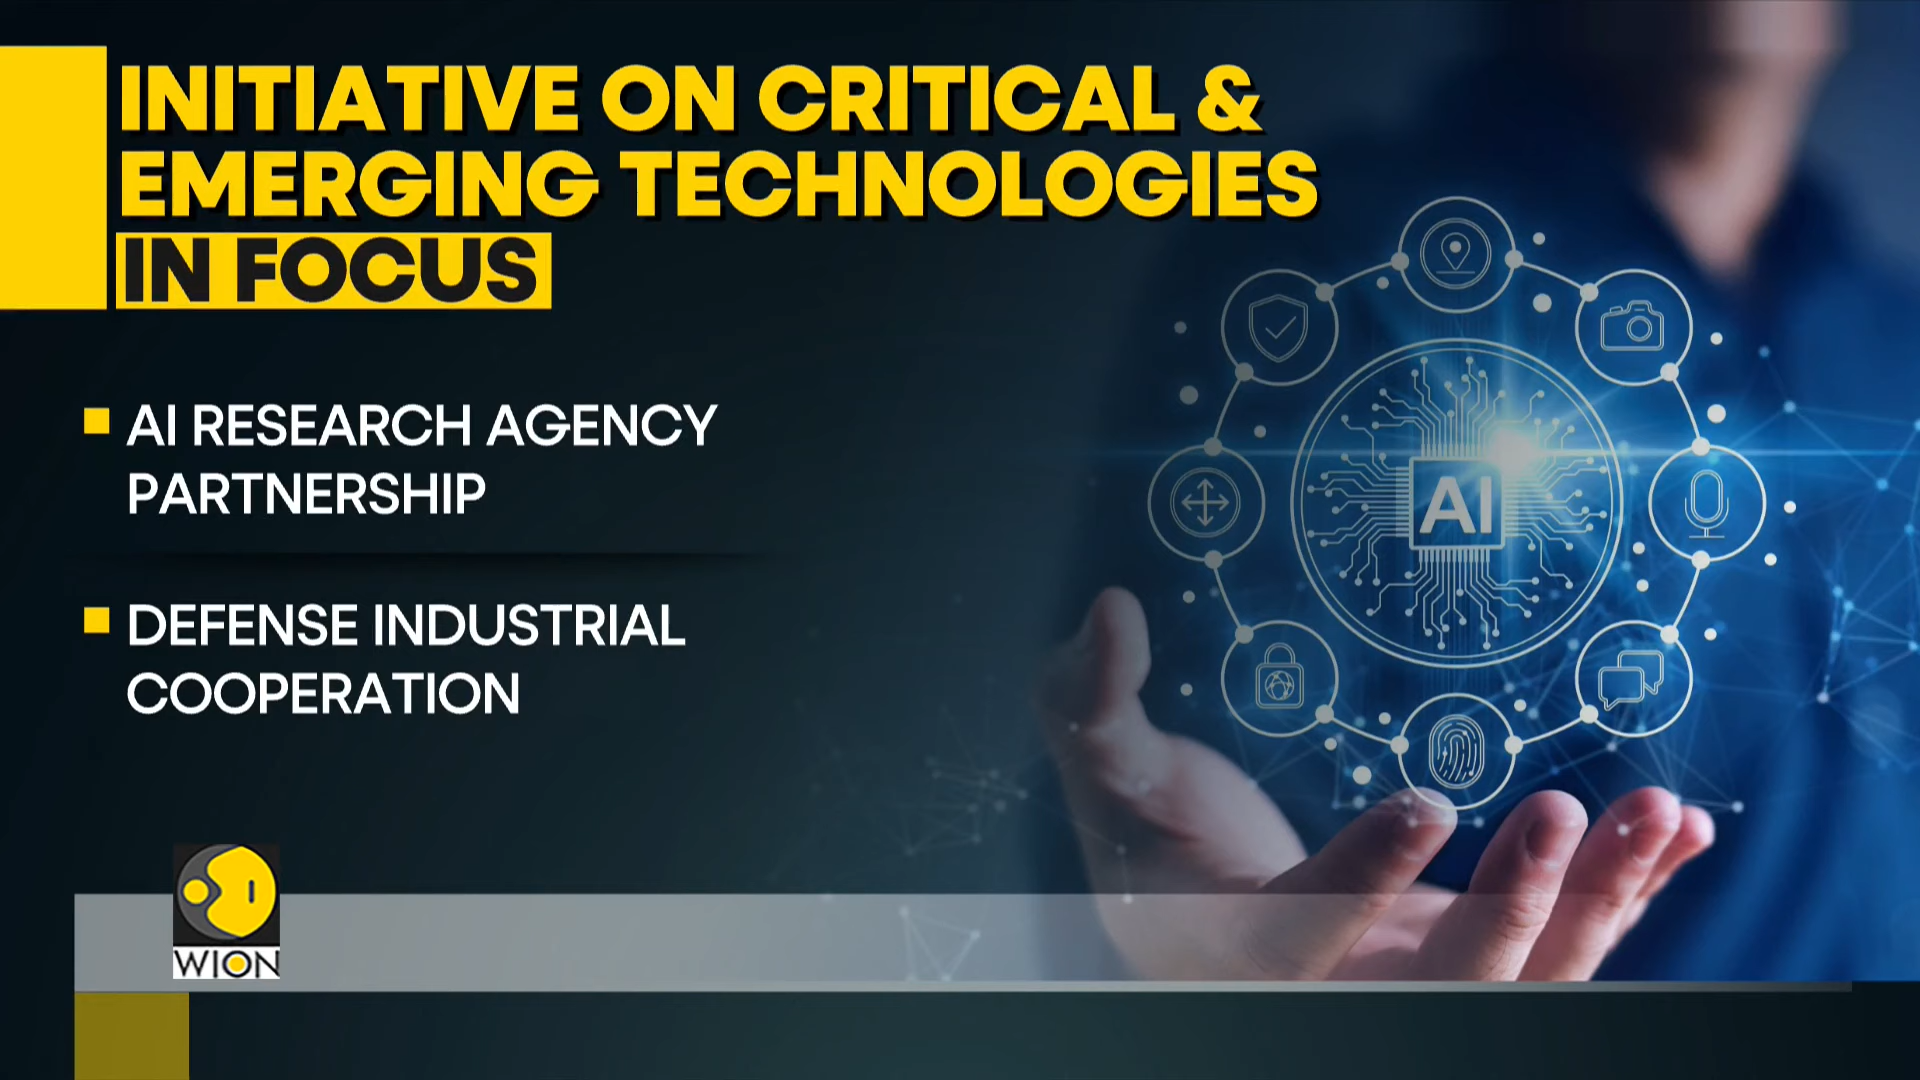 INITIATIVE ON CRITICAL &
EMERGING TECHNOLOGIES
IN FOCUS
AI RESEARCH AGENCY
PARTNERSHIP
DEFENSE INDUSTRIAL
COOPERATION
AI
WION